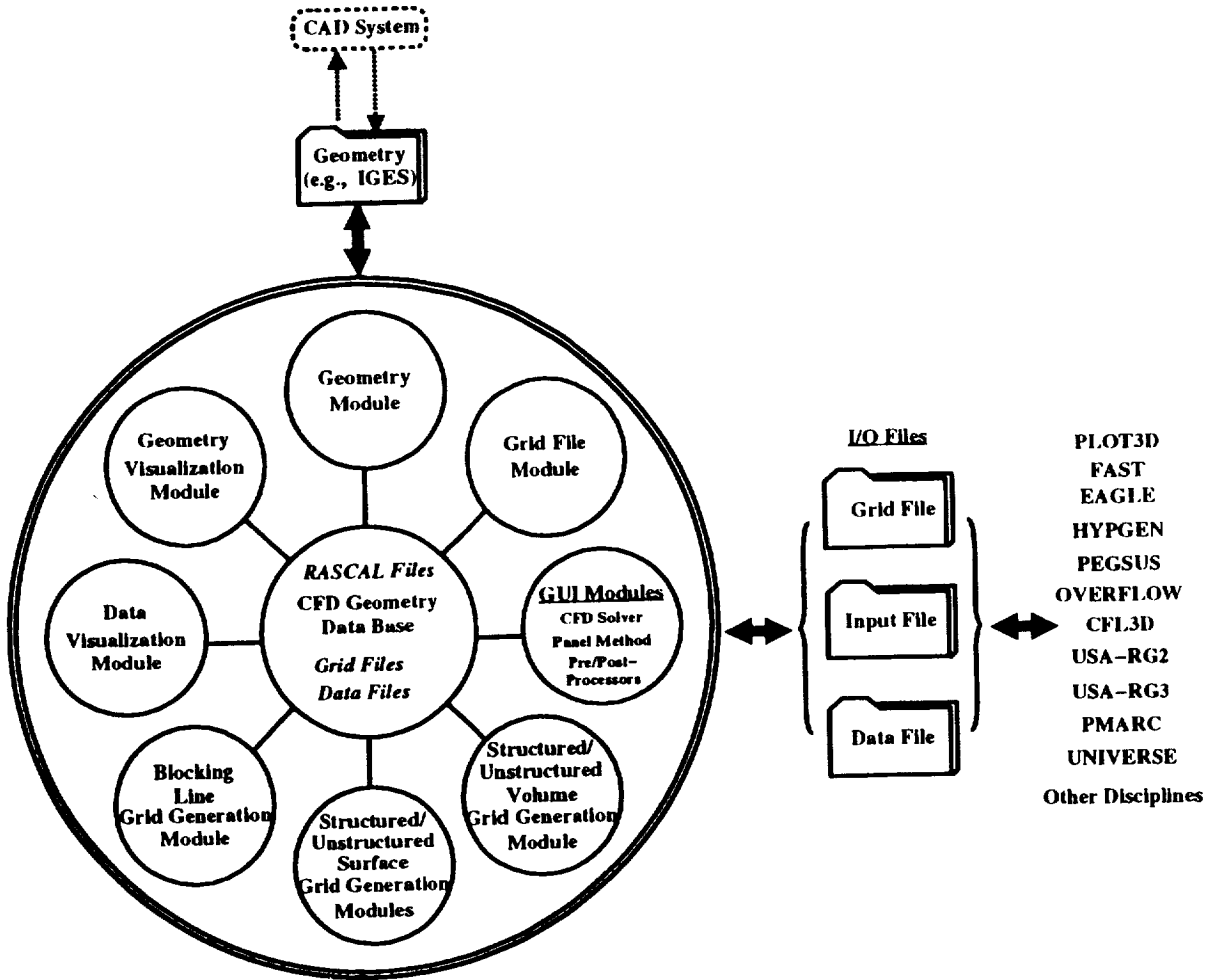 CAD System
Geometry
(e.g., IGES)
Geometry
Module
Geometry
Visualization
Module
Grid File
Module
Data
Visualization
Module
RASCAL Files
CFD Geometry
Data Base
Grid Files
Data Files
GUI Modules
CFD Solver
Panel Method
Pre/Post-
Processors
Blocking
Line
Grid Generation
Module
Structured/
Unstructured
Surface
Grid Generation
Modules
Structured/
Unstructured
Volume
Grid Generation
Module
I/O Files
Grid File
Input File
Data File
PLOT3D
FAST
EAGLE
HYPGEN
PEGSUS
OVERFLOW
CFL3D
USA-RG2
USA-RG3
PMARC
UNIVERSE
Other Disciplines